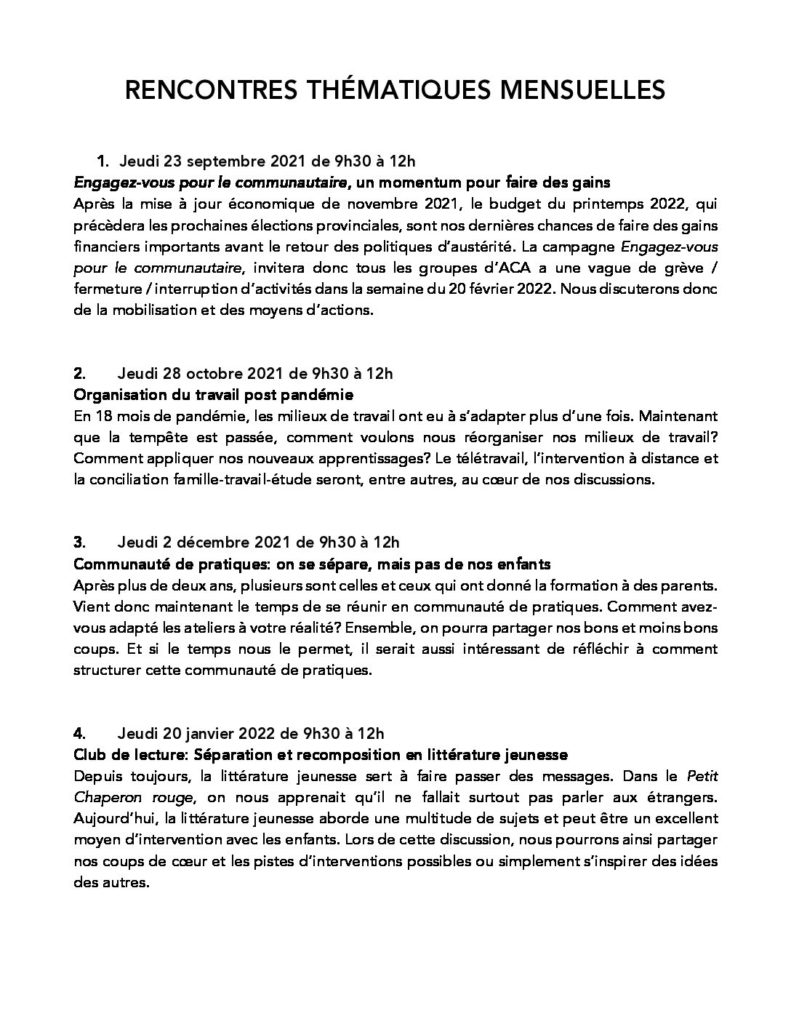 RENCONTRES THÉMATIQUES MENSUELLES
1. Jeudi 23 septembre 2021 de 9h30 à 12h
Engagez-vous pour le communautaire, un momentum pour faire des gains
Après la mise à jour économique de novembre 2021, le budget du printemps 2022, qui
précèdera les prochaines élections provinciales, sont nos dernières chances de faire des gains
financiers importants avant le retour des politiques d’austérité. La campagne Engagez-vous
pour le communautaire, invitera donc tous les groupes d’ACA a une vague de grève /
fermeture / interruption d’activités dans la semaine du 20 février 2022. Nous discuterons donc
de la mobilisation et des moyens d’actions.
2. Jeudi 28 octobre 2021 de 9h30 à 12h
Organisation du travail post pandémie
En 18 mois de pandémie, les milieux de travail ont eu à s’adapter plus d’une fois. Maintenant
que la tempête est passée, comment voulons nous réorganiser nos milieux de travail?
Comment appliquer nos nouveaux apprentissages? Le télétravail, l’intervention à distance et
la conciliation famille-travail-étude seront, entre autres, au cœur de nos discussions.
3. Jeudi 2 décembre 2021 de 9h30 à 12h
Communauté de pratiques: on se sépare, mais pas de nos enfants
Après plus de deux ans, plusieurs sont celles et ceux qui ont donné la formation à des parents.
Vient donc maintenant le temps de se réunir en communauté de pratiques. Comment avez-
vous adapté les ateliers à votre réalité? Ensemble, on pourra partager nos bons et moins bons
coups. Et si le temps nous le permet, il serait aussi intéressant de réfléchir à comment
structurer cette communauté de pratiques.
4. Jeudi 20 janvier 2022 de 9h30 à 12h
Club de lecture: Séparation et recomposition en littérature jeunesse
Depuis toujours, la littérature jeunesse sert à faire passer des messages. Dans le Petit
Chaperon rouge, on nous apprenait qu’il ne fallait surtout pas parler aux étrangers.
Aujourd’hui, la littérature jeunesse aborde une multitude de sujets et peut être un excellent
moyen d’intervention avec les enfants. Lors de cette discussion, nous pourrons ainsi partager
nos coups de cœur et les pistes d’interventions possibles ou simplement s’inspirer des idées
des autres.